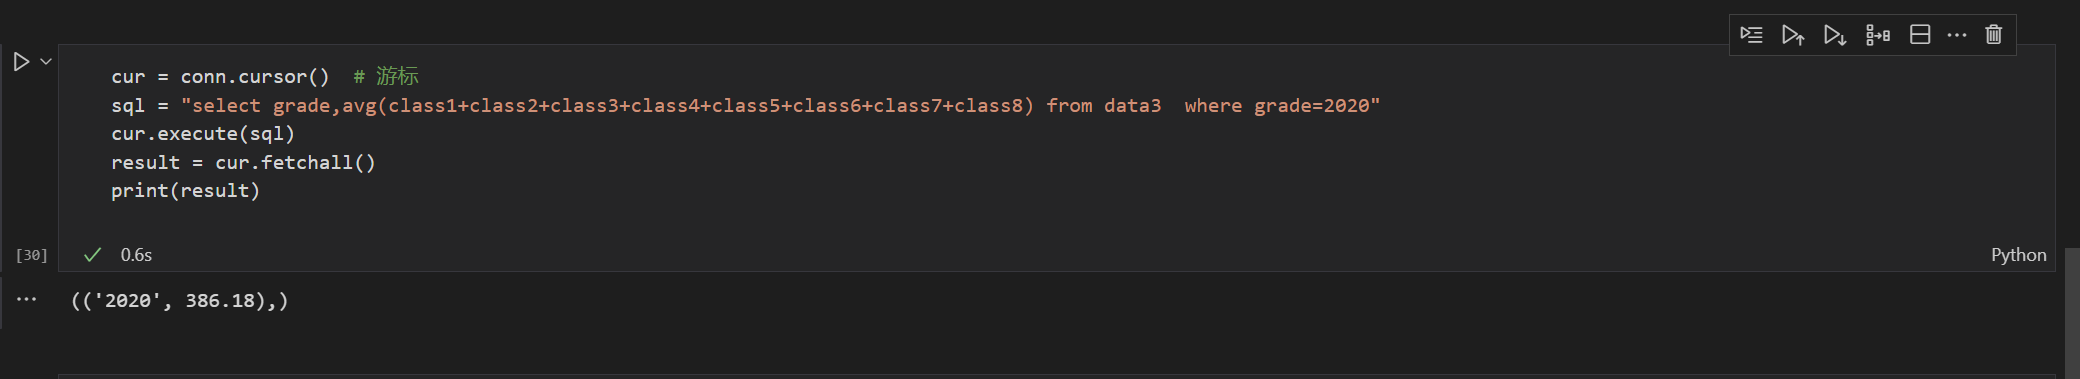 cur = conn.cursor()  # 游标
sql = "select grade,avg(class1+class2+class3+class4+class5+class6+class7+class8) from data3  where grade=2020"
cur.execute(sql)
result = cur.fetchall()
print(result)
[30]
0.6s
Python
(('2020', 386.18),)